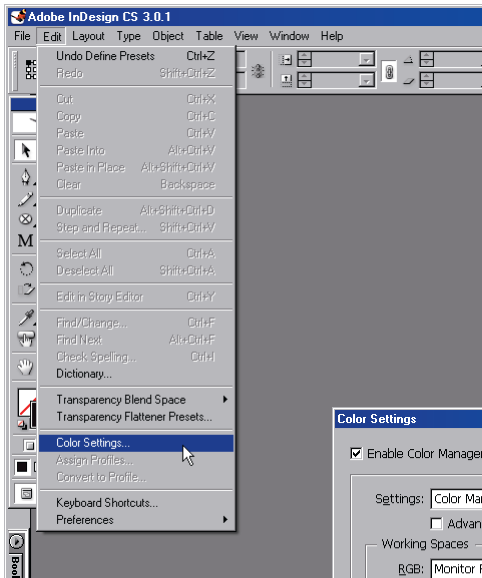 Adobe InDesign CS 3.0.1
File Edit Layout Type Object Table View Window Help
Undo Define Presets Ctrl+Z
Redo Shift+Ctrl+Z
Cut Ctrl+X
Copy Ctrl+C
Paste Ctrl+V
Paste Into Alt+Ctrl+V
Paste in Place Alt+Shift+Ctrl+V
Clear Backspace
Duplicate Alt+Shift+Ctrl+D
Step and Repeat... Shift+Ctrl+V
Select All Ctrl+A
Deselect All Shift+Ctrl+A
Edit in Story Editor Ctrl+Y
Find/Change... Ctrl+F
Find Next Alt+Ctrl+F
Check Spelling... Ctrl+I
Dictionary...
Transparency Blend Space
Transparency Flattener Presets...
Color Settings...
Assign Profiles...
Convert to Profile...
Keyboard Shortcuts...
Preferences
M
Color Settings
Enable Color Manage
Settings: Color Ma
Advan
Working Spaces
RGB: Monitor
Boo